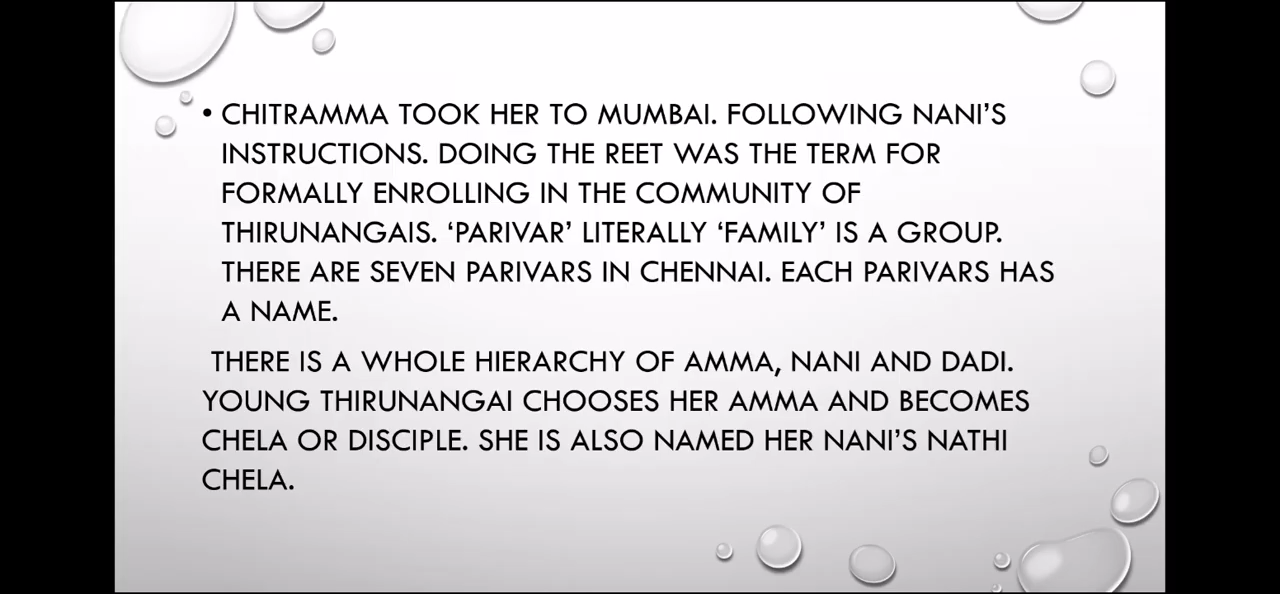 • CHITRAMMA TOOK HER TO MUMBAI. FOLLOWING NANI’S
INSTRUCTIONS. DOING THE REET WAS THE TERM FOR
FORMALLY ENROLLING IN THE COMMUNITY OF
THIRUNANGAIS. ‘PARIVAR’ LITERALLY ‘FAMILY’ IS A GROUP.
THERE ARE SEVEN PARIVARS IN CHENNAI. EACH PARIVARS HAS
A NAME.
THERE IS A WHOLE HIERARCHY OF AMMA, NANI AND DADI.
YOUNG THIRUNANGAI CHOOSES HER AMMA AND BECOMES
CHELA OR DISCIPLE. SHE IS ALSO NAMED HER NANI’S NATHI
CHELA.